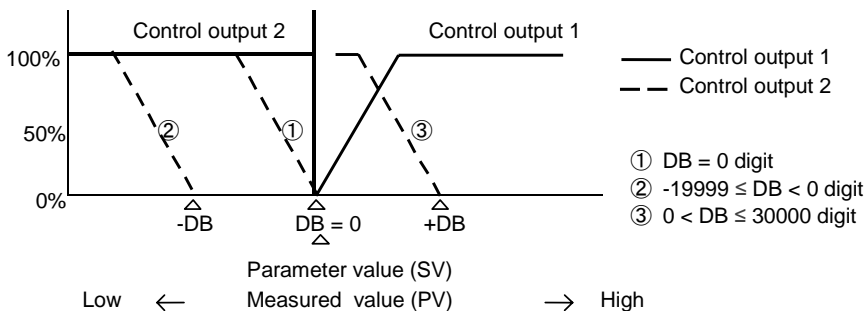 Control output 2
Control output 1
100%
50%
0%
②
①
③
Control output 1
Control output 2
① DB = 0 digit
② -19999 ≤ DB < 0 digit
③ 0 < DB ≤ 30000 digit
-DB
DB = 0
+DB
Parameter value (SV)
Low ← Measured value (PV) → High